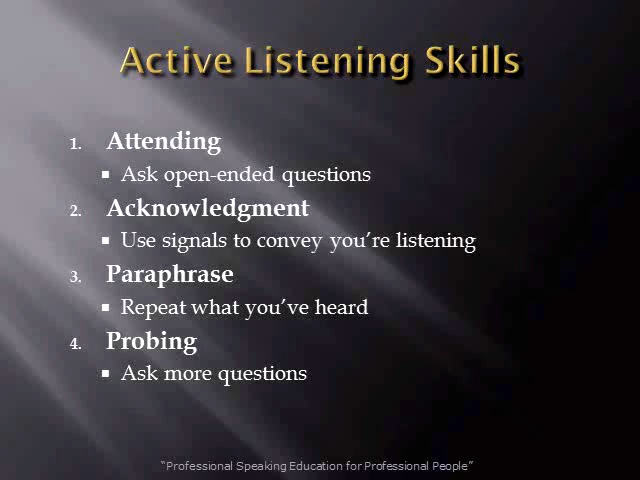 Active Listening Skills
1. Attending
▪ Ask open-ended questions
2. Acknowledgment
▪ Use signals to convey you’re listening
3. Paraphrase
▪ Repeat what you’ve heard
4. Probing
▪ Ask more questions
“Professional Speaking Education for Professional People”